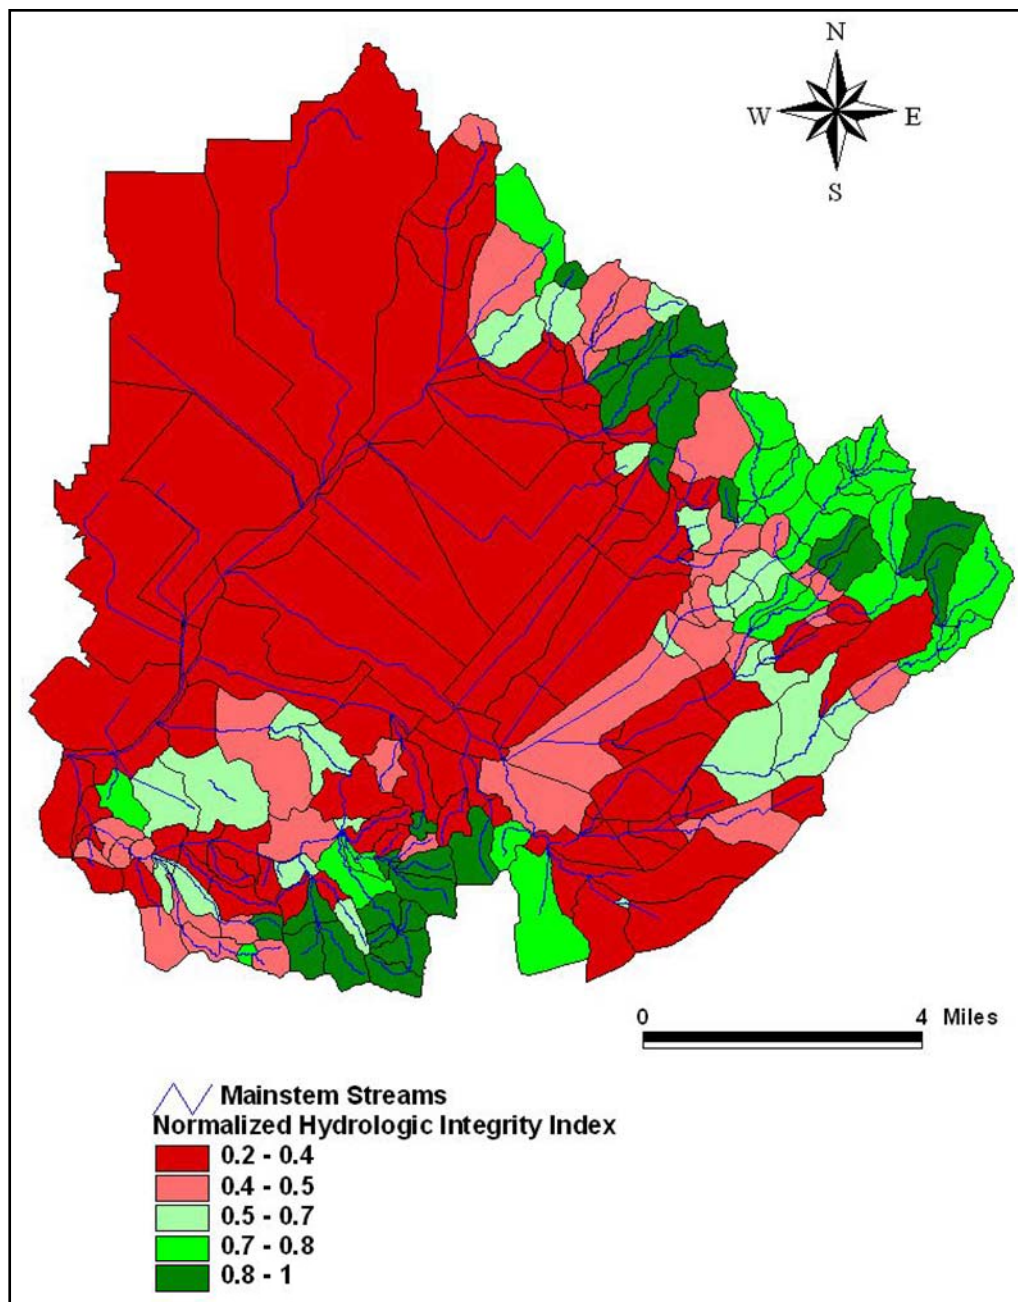 N
W E
S
0 4 Miles
Mainstem Streams
Normalized Hydrologic Integrity Index
0.2 - 0.4
0.4 - 0.5
0.5 - 0.7
0.7 - 0.8
0.8 - 1